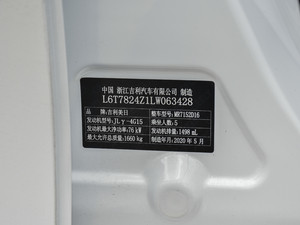 中国 浙江吉利汽车有限公司 制造
L6T7824Z1LW063428
品牌：吉利美日 整车型号：MR7152D16
发动机型号：JLγ-4G15 乘坐人数：5
发动机最大净功率：76 kW 发动机排量：1498 mL
最大允许总质量：1660 kg 制造年月：2020 年 5 月